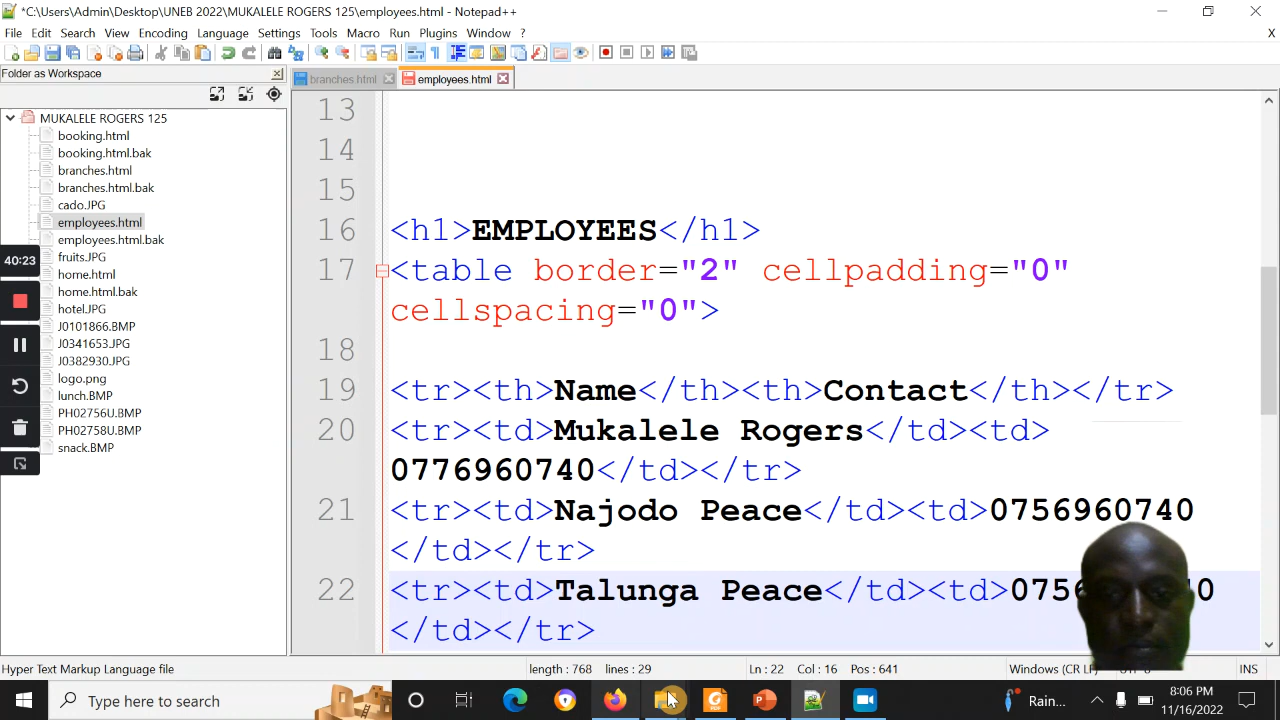 *C:\Users\Admin\Desktop\UNEB 2022\MUKALELE ROGERS 125\employees.html - Notepad++
File Edit Search View Encoding Language Settings Tools Macro Run Plugins Window ? X
Folder as Workspace
branches.html employees.html
MUKALELE ROGERS 125
booking.html
booking.html.bak
branches.html
branches.html.bak
cado.JPG
employees.html
employees.html.bak
fruits.JPG
home.html
home.html.bak
hotel.JPG
J0101866.BMP
J0341653.JPG
J0382930.JPG
logo.png
lunch.BMP
PH02756U.BMP
PH02758U.BMP
snack.BMP
40:23
13
14
15
16 <h1>EMPLOYEES</h1>
17 <table border="2" cellpadding="0"
cellspacing="0">
18
19 <tr><th>Name</th><th>Contact</th></tr>
20 <tr><td>Mukalele Rogers</td><td>
0776960740</td></tr>
21 <tr><td>Najodo Peace</td><td>0756960740
</td></tr>
22 <tr><td>Talunga Peace</td><td>
</td></tr>
Hyper Text Markup Language file length : 768 lines : 29 Ln : 22 Col : 16 Pos : 641 Windows (CR LF) INS
Type here to search
Rain...
8:06 PM
11/16/2022